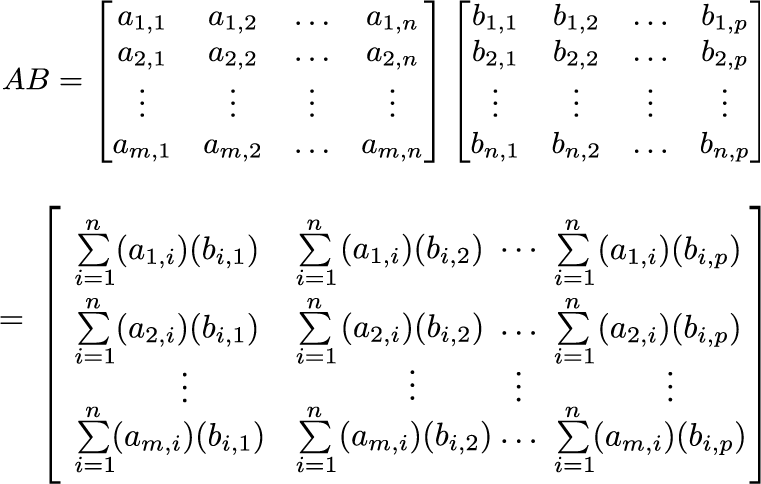 AB = [ a_{1,1} a_{1,2} … a_{1,n} ] [ b_{1,1} b_{1,2} … b_{1,p} ]
a_{2,1} a_{2,2} … a_{2,n} b_{2,1} b_{2,2} … b_{2,p}
⋮ ⋮ ⋮ ⋮ ⋮ ⋮ ⋮ ⋮
a_{m,1} a_{m,2} … a_{m,n} b_{n,1} b_{n,2} … b_{n,p}
= [ ∑_{i=1}^{n}(a_{1,i})(b_{i,1}) ∑_{i=1}^{n}(a_{1,i})(b_{i,2}) ⋯ ∑_{i=1}^{n}(a_{1,i})(b_{i,p}) ]
∑_{i=1}^{n}(a_{2,i})(b_{i,1}) ∑_{i=1}^{n}(a_{2,i})(b_{i,2}) … ∑_{i=1}^{n}(a_{2,i})(b_{i,p})
⋮ ⋮ ⋮ ⋮
∑_{i=1}^{n}(a_{m,i})(b_{i,1}) ∑_{i=1}^{n}(a_{m,i})(b_{i,2}) … ∑_{i=1}^{n}(a_{m,i})(b_{i,p})